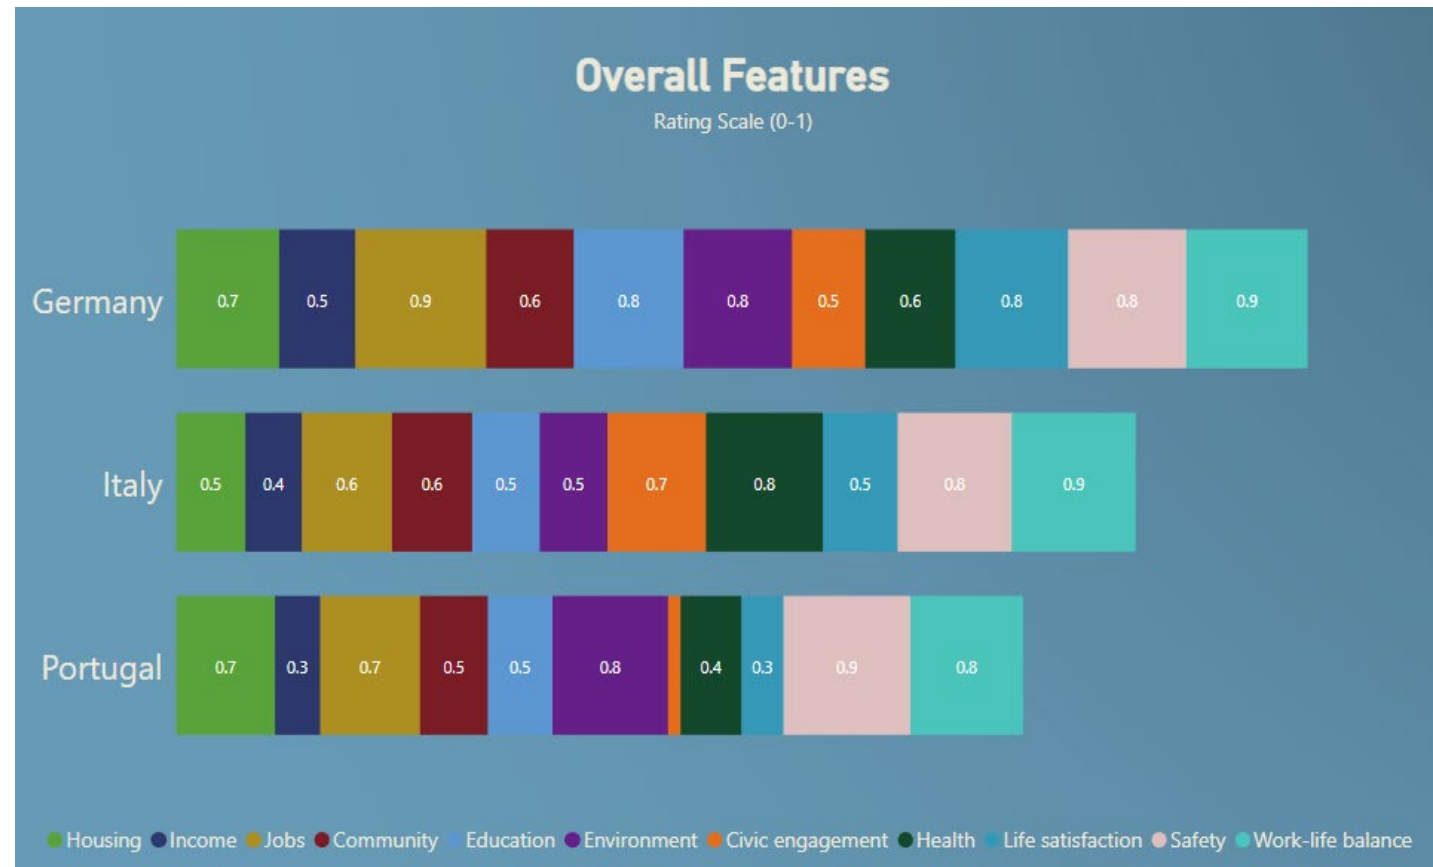 Overall Features
Rating Scale (0-1)
Germany 0.7 0.5 0.9 0.6 0.8 0.8 0.5 0.6 0.8 0.8 0.9
Italy 0.5 0.4 0.6 0.6 0.5 0.5 0.7 0.8 0.5 0.8 0.9
Portugal 0.7 0.3 0.7 0.5 0.5 0.8 0.4 0.3 0.9 0.8
Housing Income Jobs Community Education Environment Civic engagement Health Life satisfaction Safety Work-life balance